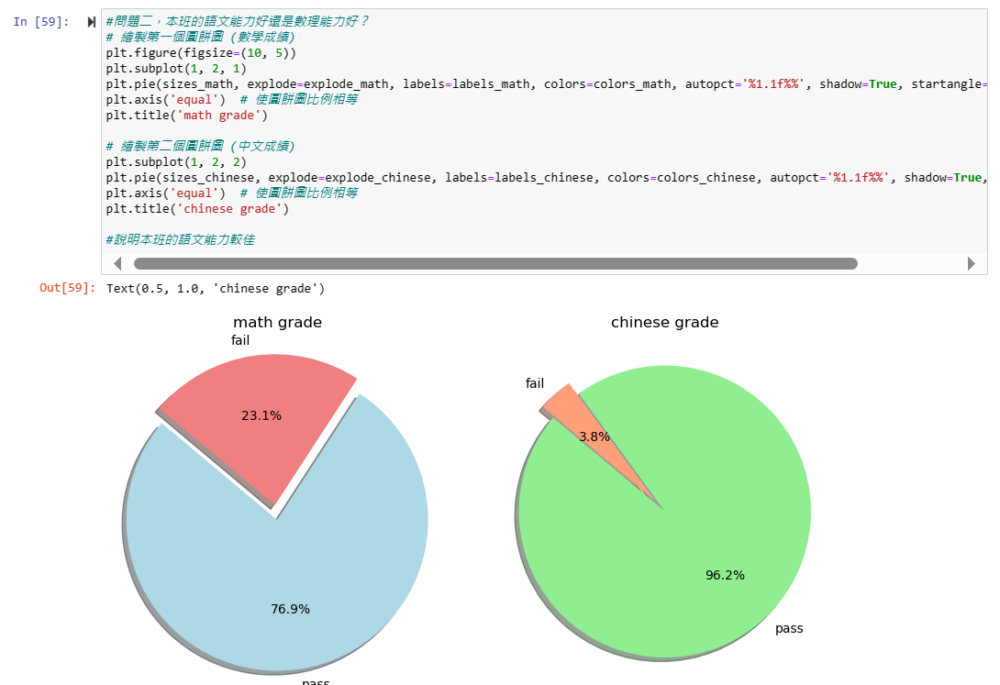 In [59]:
#問題二，本班的語文能力好還是數理能力好？
# 繪製第一個圓餅圖 (數學成績)
plt.figure(figsize=(10, 5))
plt.subplot(1, 2, 1)
plt.pie(sizes_math, explode=explode_math, labels=labels_math, colors=colors_math, autopct='%1.1f%%', shadow=True, startangle=
plt.axis('equal')  # 使圓餅圖比例相等
plt.title('math grade')
# 繪製第二個圓餅圖 (中文成績)
plt.subplot(1, 2, 2)
plt.pie(sizes_chinese, explode=explode_chinese, labels=labels_chinese, colors=colors_chinese, autopct='%1.1f%%', shadow=True,
plt.axis('equal')  # 使圓餅圖比例相等
plt.title('chinese grade')
#說明本班的語文能力較佳
Out[59]: Text(0.5, 1.0, 'chinese grade')
math grade
fail
23.1%
76.9%
pass
chinese grade
fail
3.8%
96.2%
pass